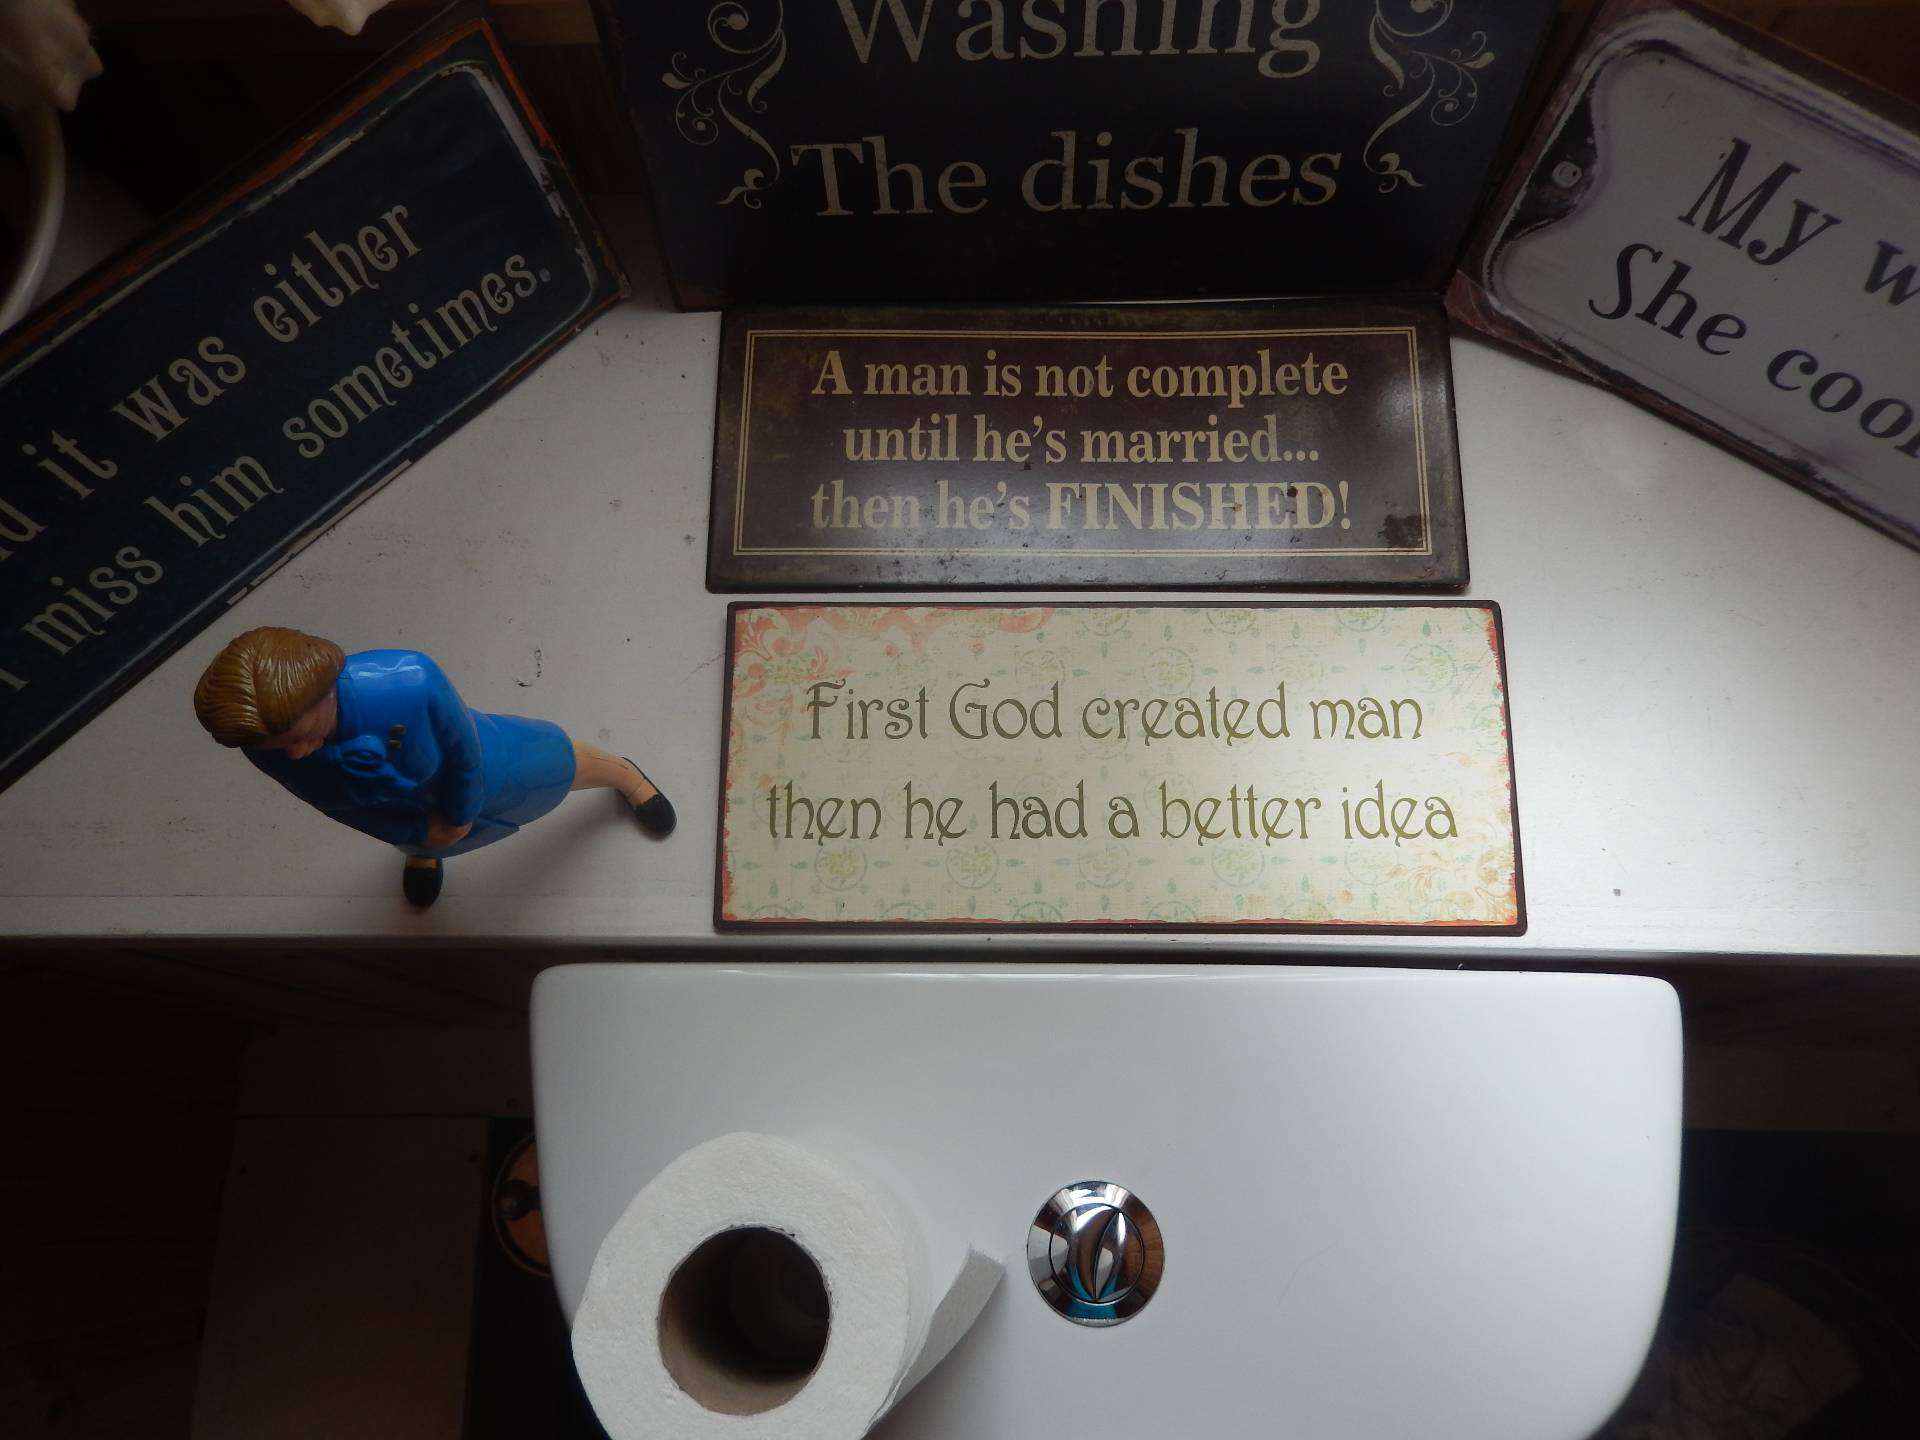 Washing
The dishes
it was either
miss him sometimes.
My
She
A man is not complete
until he's married...
then he's FINISHED!
First God created man
then he had a better idea